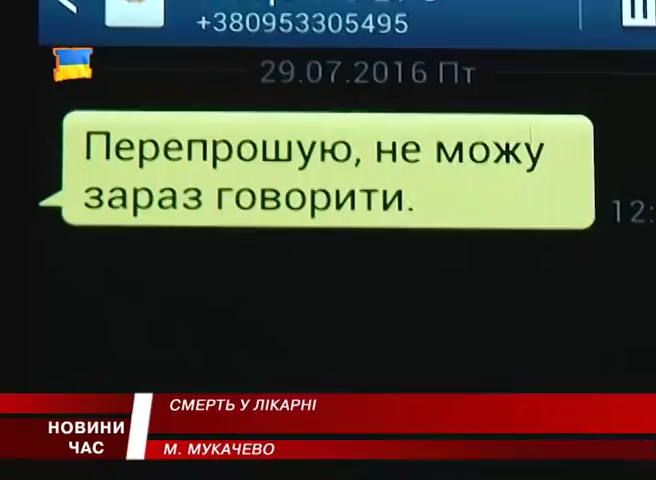 +380953305495
29.07.2016 Пт
Перепрошую, не можу
зараз говорити.
12:
СМЕРТЬ У ЛІКАРНІ
НОВИНИ
ЧАС
М. МУКАЧЕВО